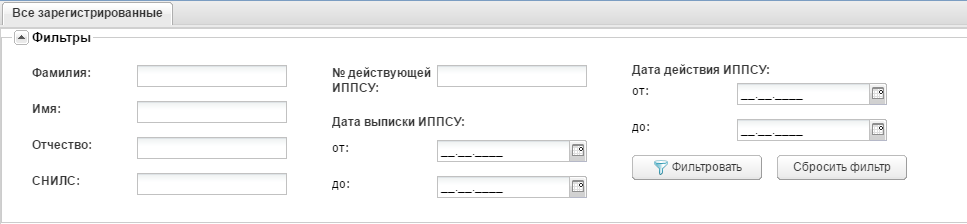 Все зарегистрированные
Фильтры
Фамилия:
Имя:
Отчество:
СНИЛС:
№ действующей
ИППСУ:
Дата выписки ИППСУ:
от: __.__.____
до: __.__.____
Дата действия ИППСУ:
от: __.__.____
до: __.__.____
Фильтровать
Сбросить фильтр